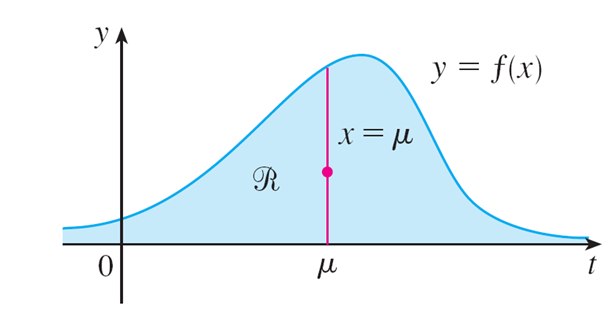 y
y = f(x)
x = μ
ℛ
0
μ
t